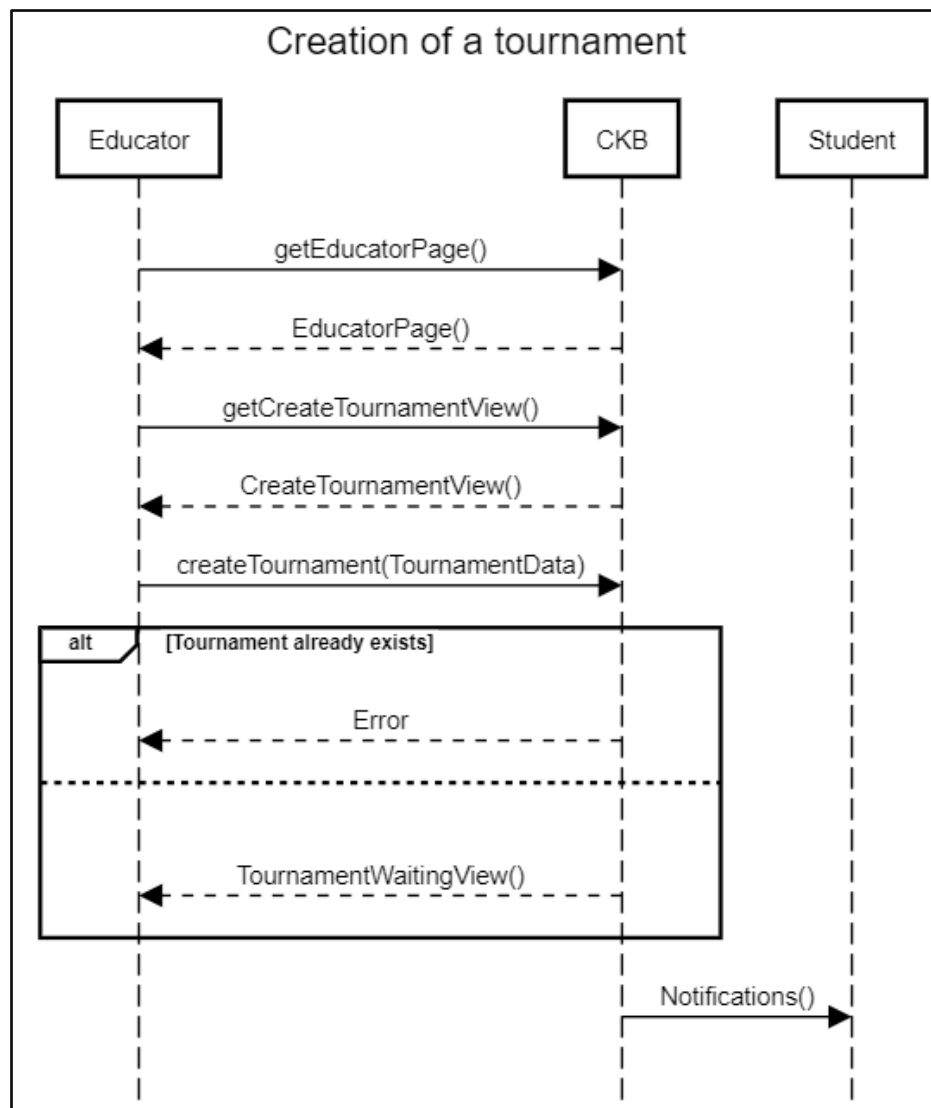 Creation of a tournament
Educator
CKB
Student
getEducatorPage()
EducatorPage()
getCreateTournamentView()
CreateTournamentView()
createTournament(TournamentData)
alt
[Tournament already exists]
Error
TournamentWaitingView()
Notifications()